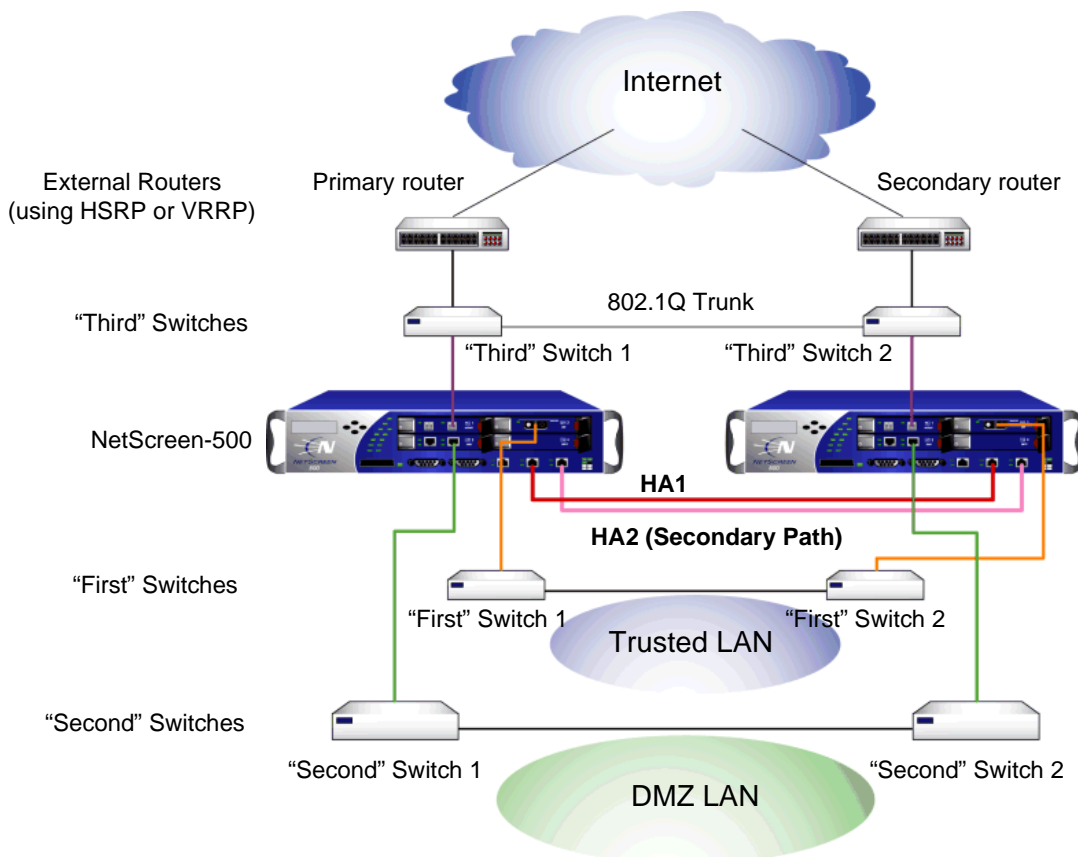 Internet
External Routers
(using HSRP or VRRP)
Primary router
Secondary router
802.1Q Trunk
“Third” Switches
“Third” Switch 1
“Third” Switch 2
NetScreen-500
N
NETSCREEN
N
NETSCREEN
HA1
HA2 (Secondary Path)
“First” Switches
“First” Switch 1
“First” Switch 2
Trusted LAN
“Second” Switches
“Second” Switch 1
“Second” Switch 2
DMZ LAN